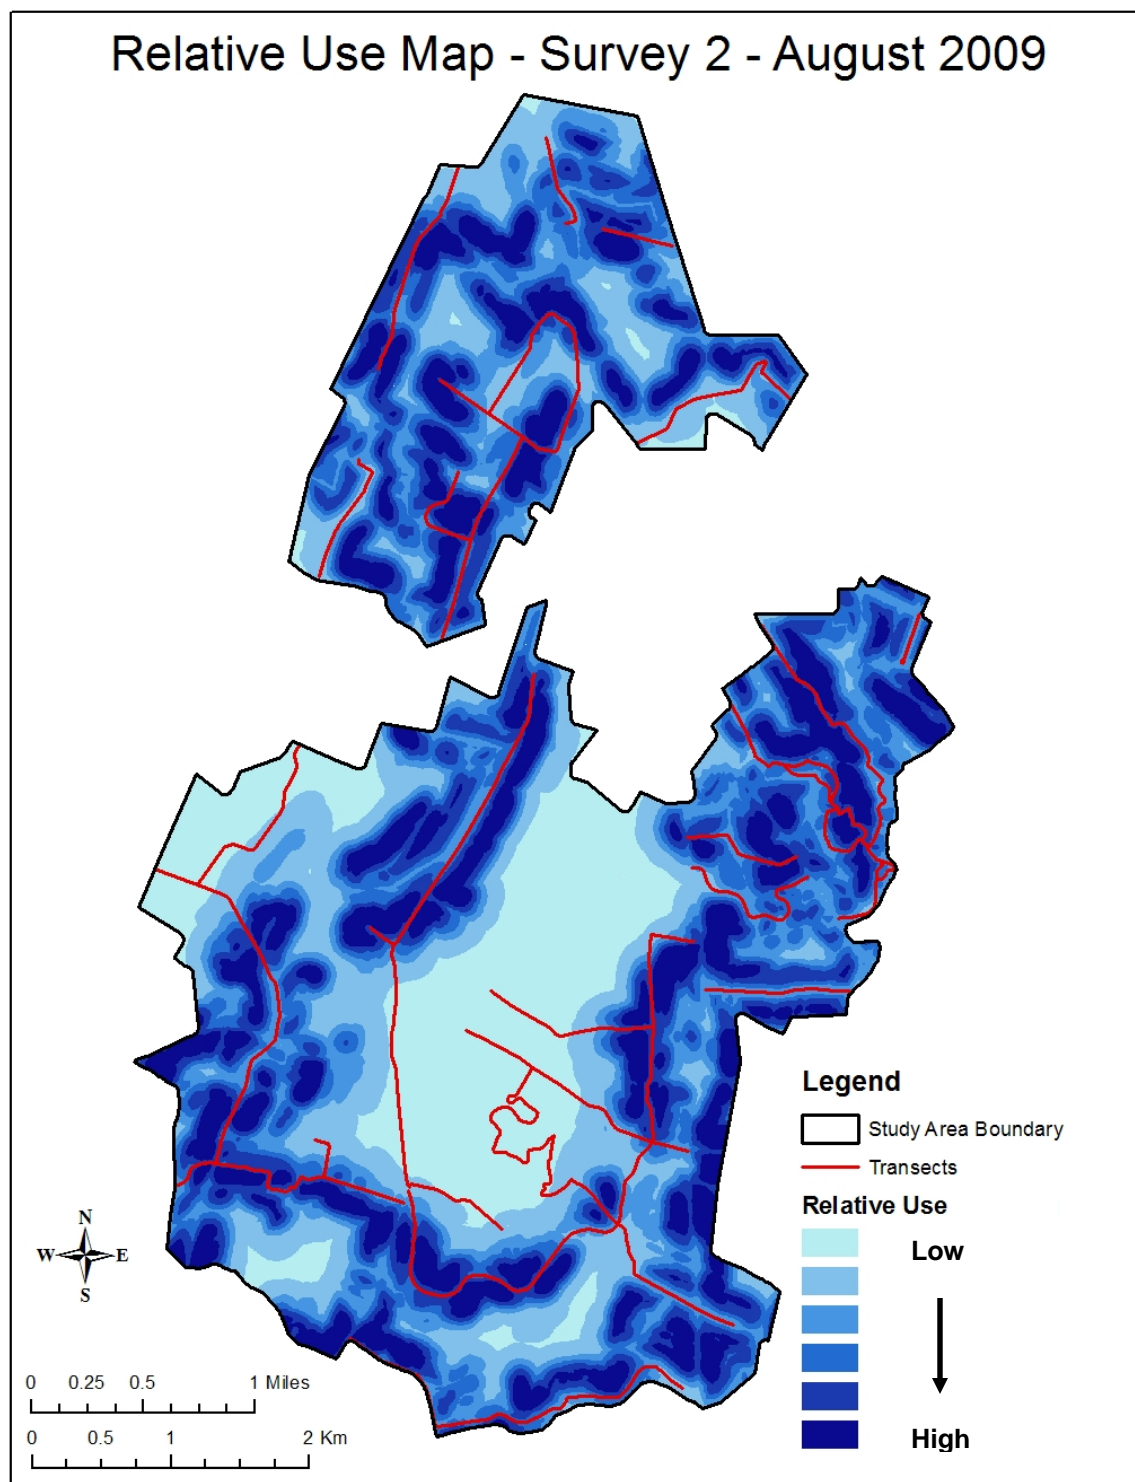 Relative Use Map - Survey 2 - August 2009
Legend
Study Area Boundary
Transects
Relative Use
Low
High
N
W E
S
0 0.25 0.5 1 Miles
0 0.5 1 2 Km